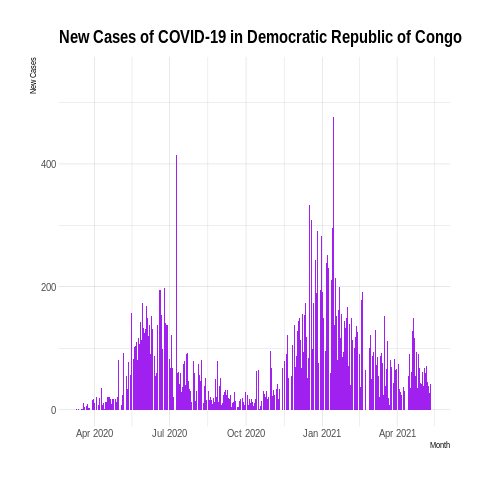 New Cases of COVID-19 in Democratic Republic of Congo
New Cases
400
200
0
Apr 2020 Jul 2020 Oct 2020 Jan 2021 Apr 2021
Month